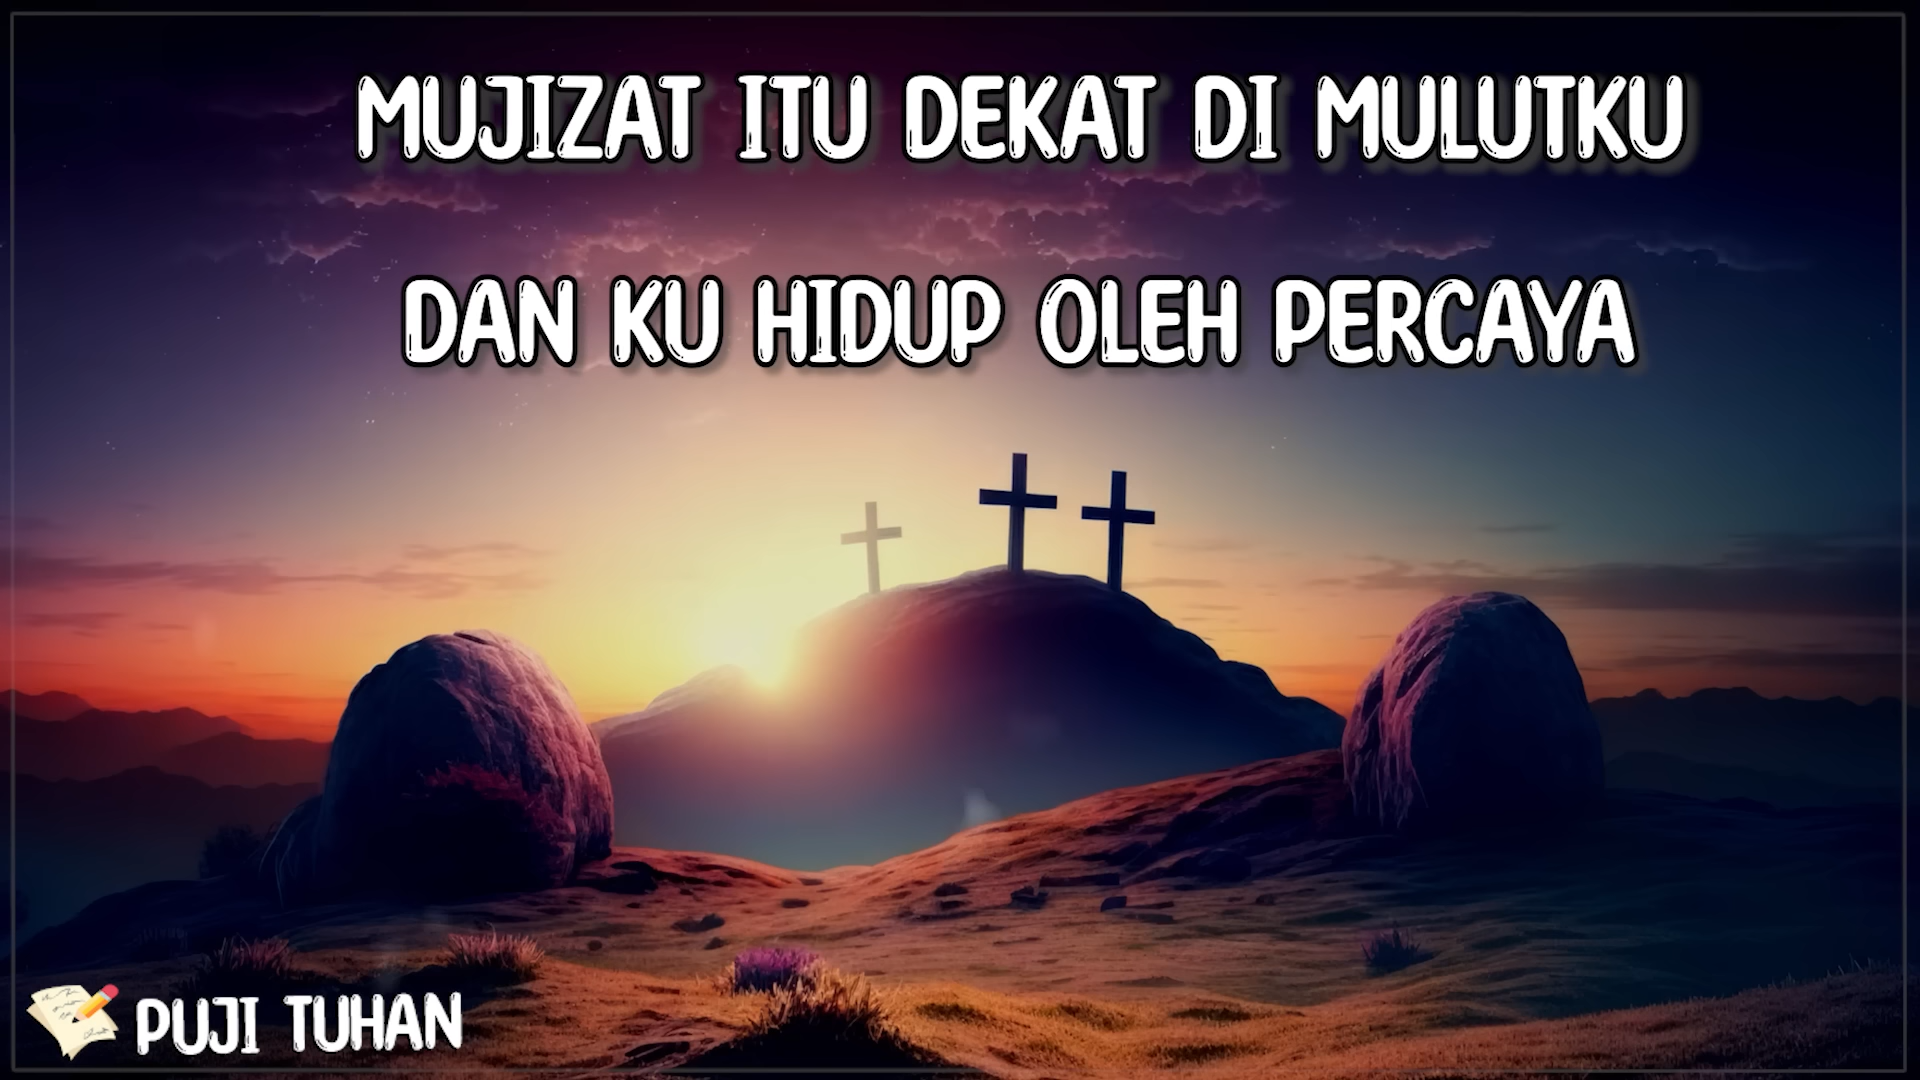 MUJIZAT ITU DEKAT DI MULUTKU
DAN KU HIDUP OLEH PERCAYA
PUJI TUHAN